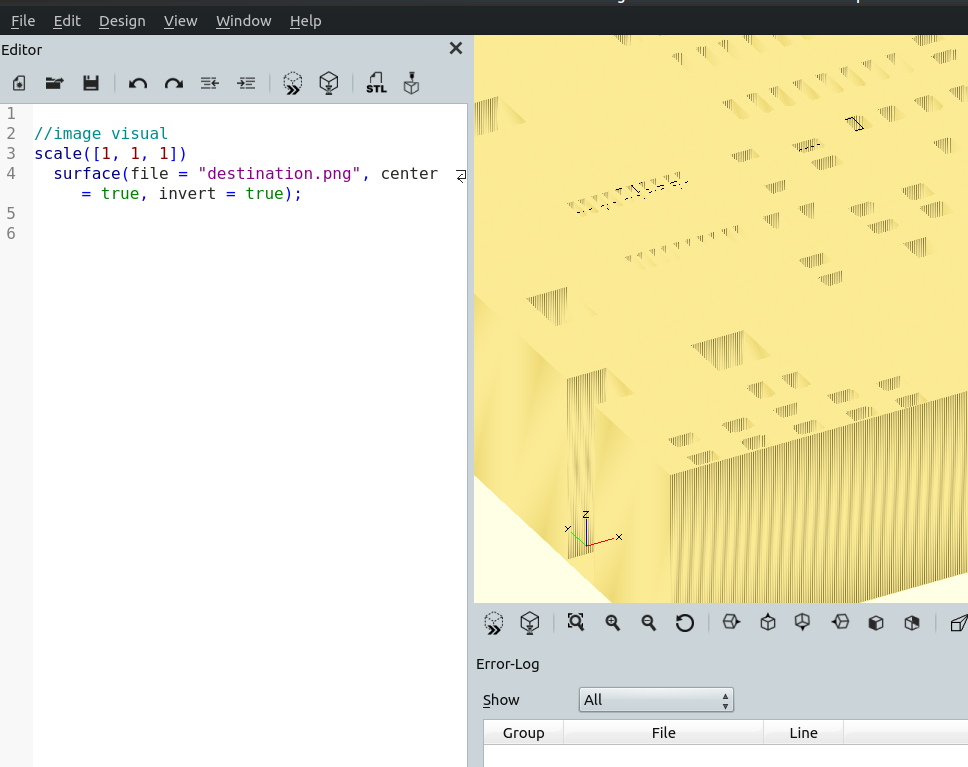 File Edit Design View Window Help
Editor
STL
1
2 //image visual
3 scale([1, 1, 1])
4 surface(file = "destination.png", center
= true, invert = true);
5
6
Z
Y
X
Error-Log
Show All
Group File Line